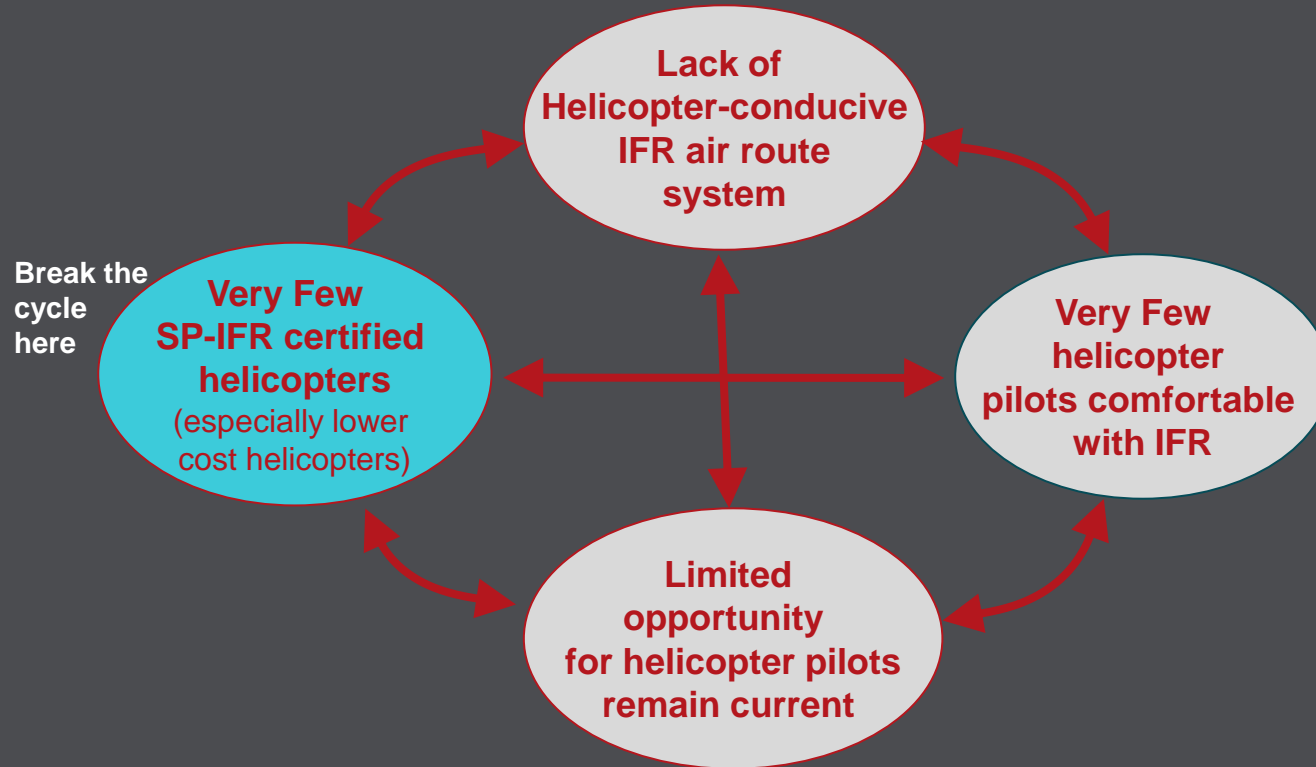 Lack of
Helicopter-conducive
IFR air route
system
Break the
cycle
here
Very Few
SP-IFR certified
helicopters
(especially lower
cost helicopters)
Very Few
helicopter
pilots comfortable
with IFR
Limited
opportunity
for helicopter pilots
remain current